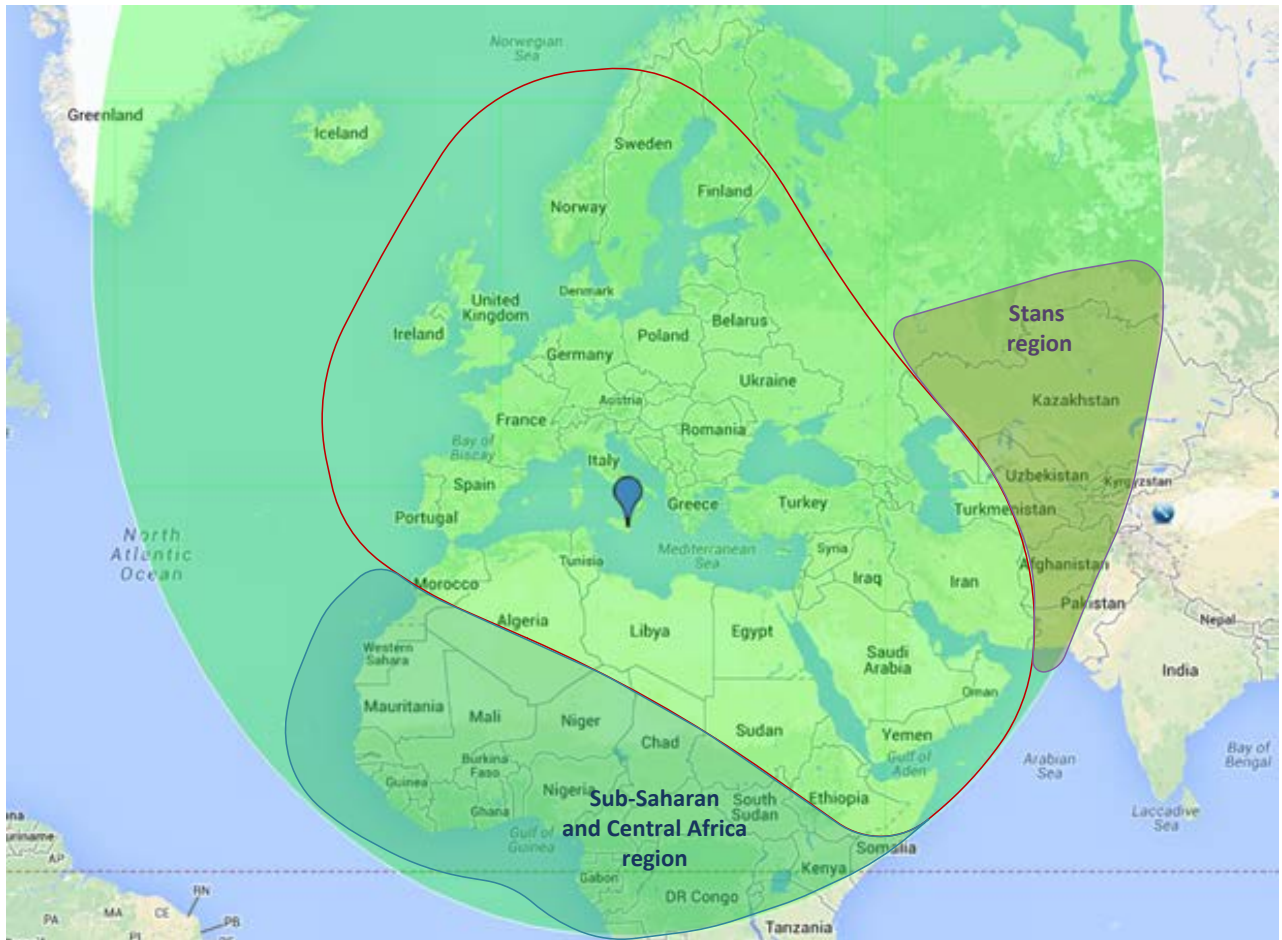 Norwegian
Sea
Greenland
Iceland
Sweden
Finland
Norway
Denmark
United
Kingdom
Ireland
Poland
Belarus
Germany
Ukraine
Austria
France
Romania
Bay of
Biscay
Italy
Spain
Portugal
Greece
Turkey
Stans
region
Kazakhstan
Uzbekistan
Kyrgyzstan
Turkmenistan
North
Atlantic
Ocean
Tunisia
Mediterranean
Sea
Syria
Iraq
Iran
Afghanistan
Pakistan
Nepal
India
Morocco
Algeria
Libya
Egypt
Western
Sahara
Saudi
Arabia
Oman
Mauritania
Mali
Niger
Chad
Sudan
Yemen
Gulf of
Aden
Arabian
Sea
Bay of
Bengal
Laccadive
Sea
Burkina
Faso
Guinea
Ghana
Nigeria
South
Sudan
Ethiopia
Sub-Saharan
and Central Africa
region
Gulf of
Guinea
Somalia
Gabon
Kenya
DR Congo
Tanzania
na
uriname
AP
RN
PA
MA
CE
PB